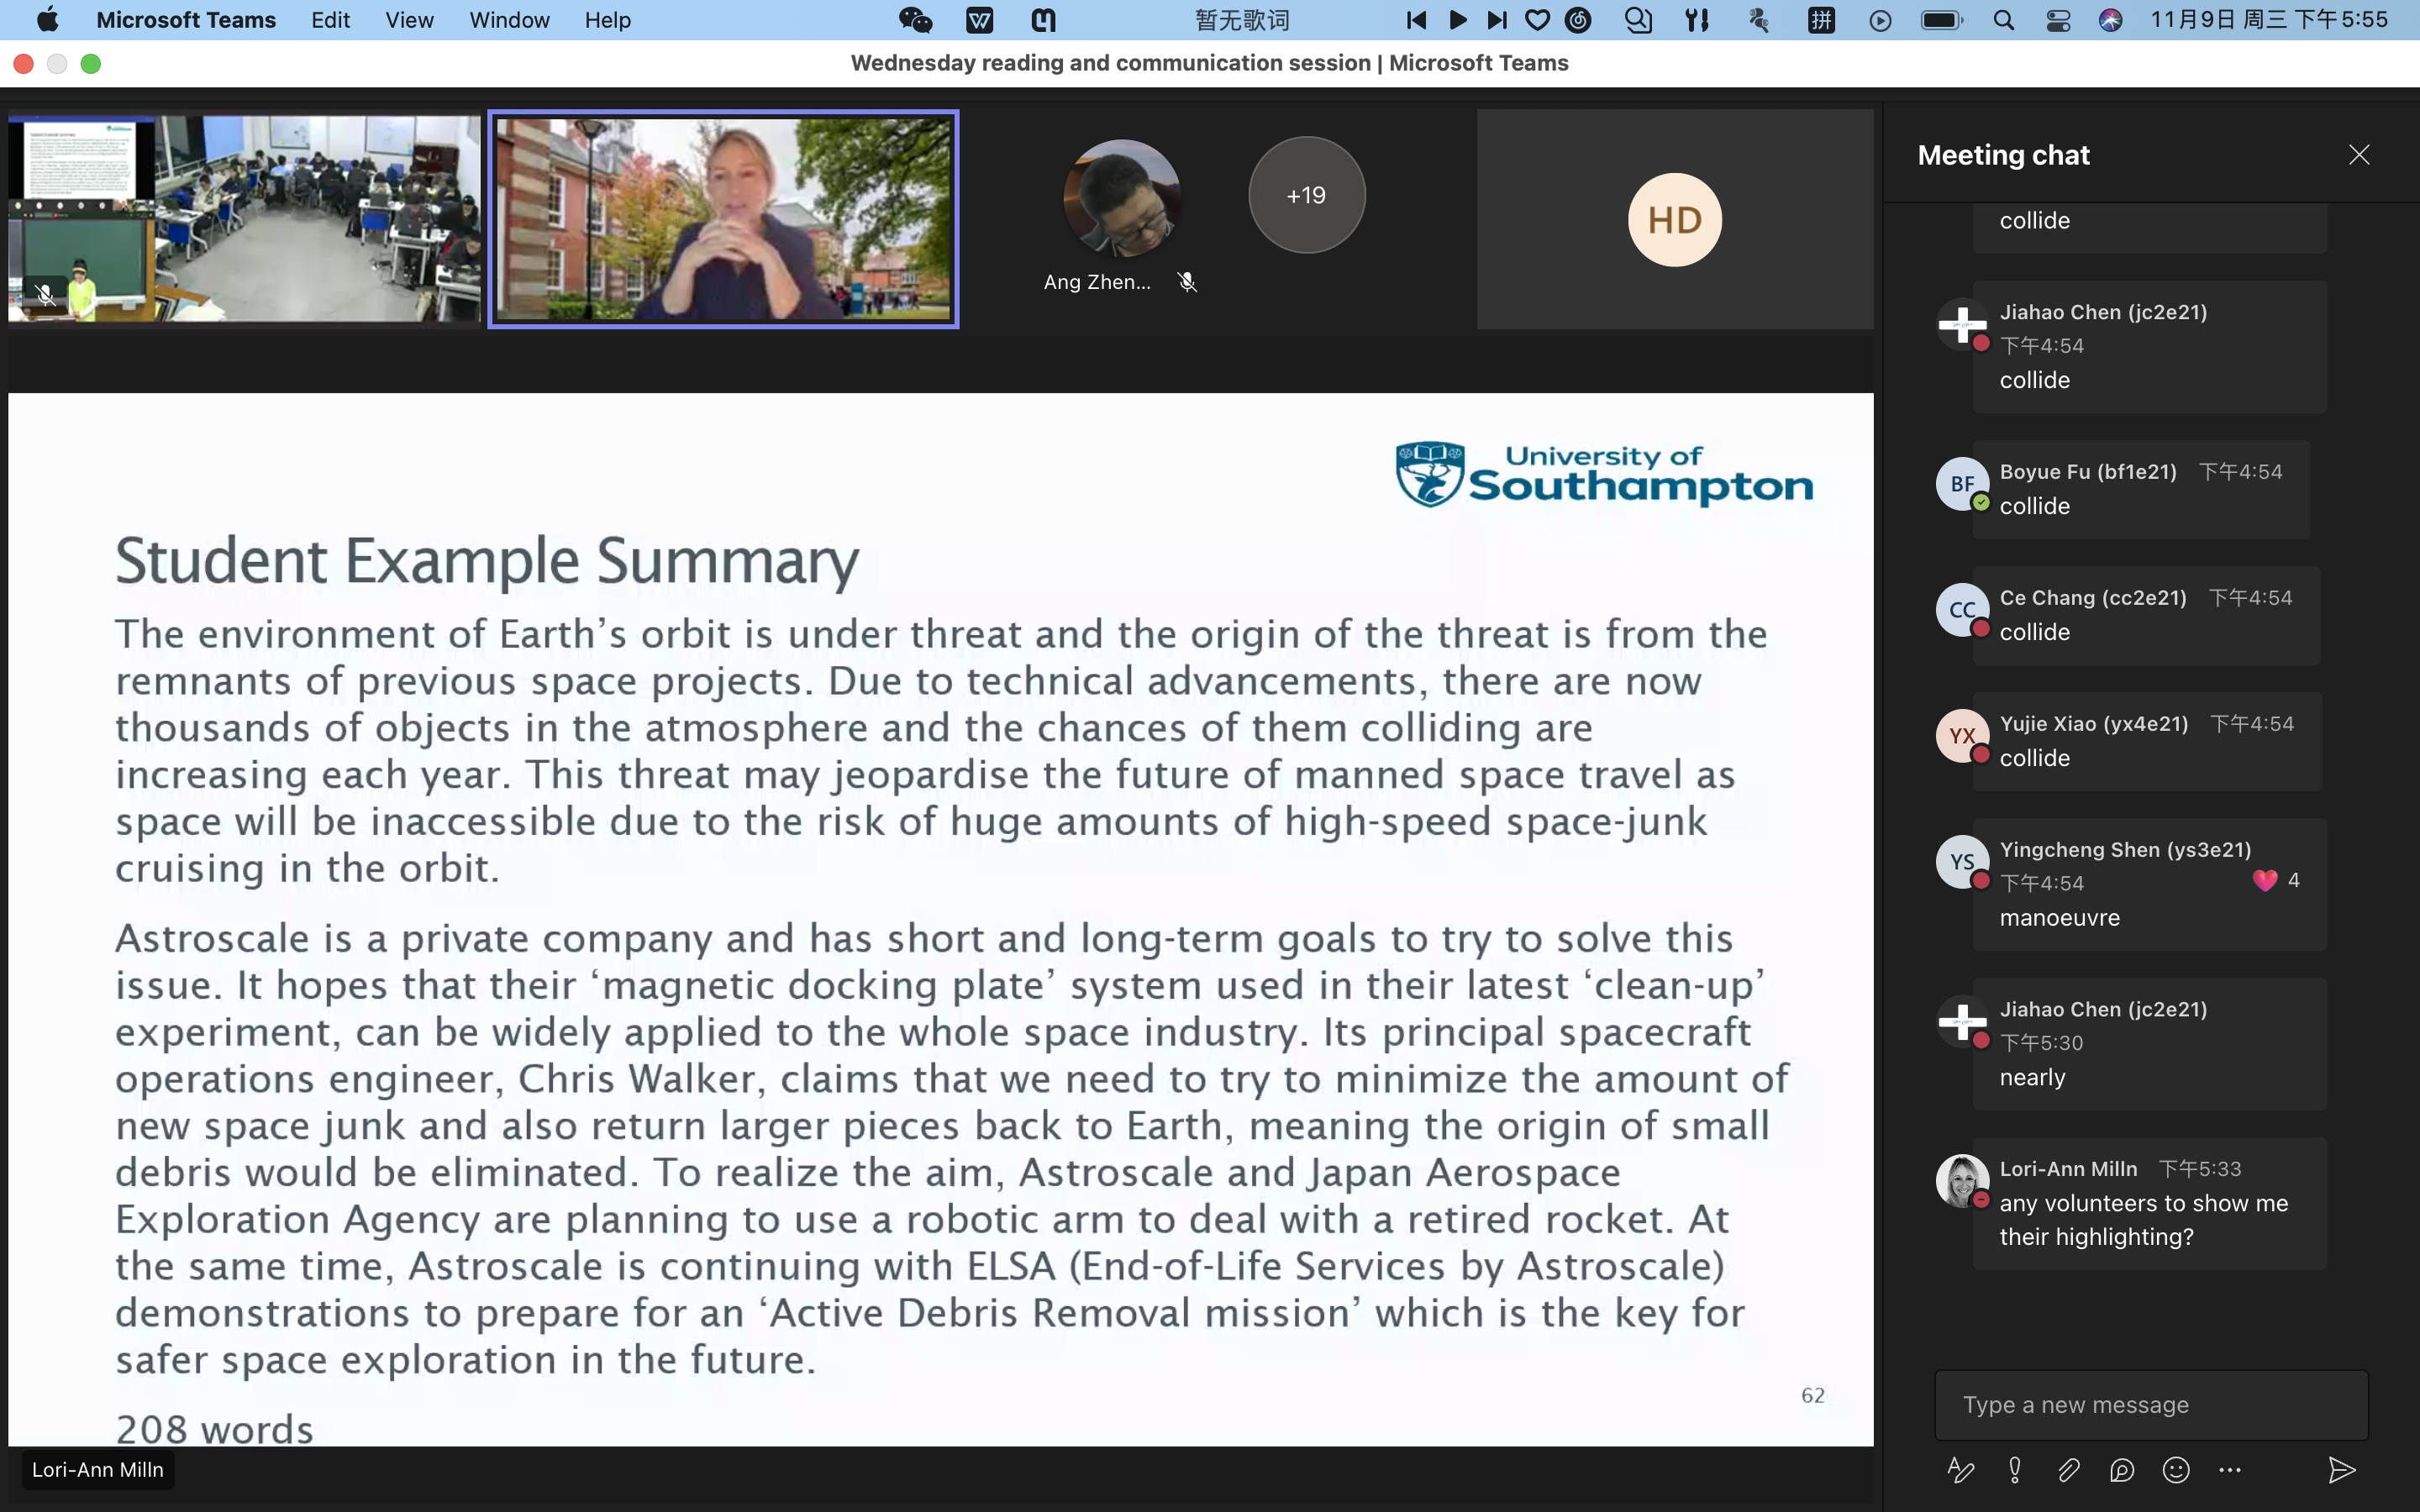 Microsoft Teams Edit View Window Help 暂无歌词 拼 11月9日 周三 下午5:55
Wednesday reading and communication session | Microsoft Teams
Ang Zhen...
+19
HD
University of
Southampton
Student Example Summary
The environment of Earth’s orbit is under threat and the origin of the threat is from the
remnants of previous space projects. Due to technical advancements, there are now
thousands of objects in the atmosphere and the chances of them colliding are
increasing each year. This threat may jeopardise the future of manned space travel as
space will be inaccessible due to the risk of huge amounts of high-speed space-junk
cruising in the orbit.
Astroscale is a private company and has short and long-term goals to try to solve this
issue. It hopes that their ‘magnetic docking plate’ system used in their latest ‘clean-up’
experiment, can be widely applied to the whole space industry. Its principal spacecraft
operations engineer, Chris Walker, claims that we need to try to minimize the amount of
new space junk and also return larger pieces back to Earth, meaning the origin of small
debris would be eliminated. To realize the aim, Astroscale and Japan Aerospace
Exploration Agency are planning to use a robotic arm to deal with a retired rocket. At
the same time, Astroscale is continuing with ELSA (End-of-Life Services by Astroscale)
demonstrations to prepare for an ‘Active Debris Removal mission’ which is the key for
safer space exploration in the future.
62
208 words
Lori-Ann Milln
Meeting chat
collide
Jiahao Chen (jc2e21)
下午4:54
collide
BF
Boyue Fu (bf1e21) 下午4:54
collide
CC
Ce Chang (cc2e21) 下午4:54
collide
YX
Yujie Xiao (yx4e21) 下午4:54
collide
YS
Yingcheng Shen (ys3e21)
下午4:54 4
manoeuvre
Jiahao Chen (jc2e21)
下午5:30
nearly
Lori-Ann Milln 下午5:33
any volunteers to show me
their highlighting?
Type a new message